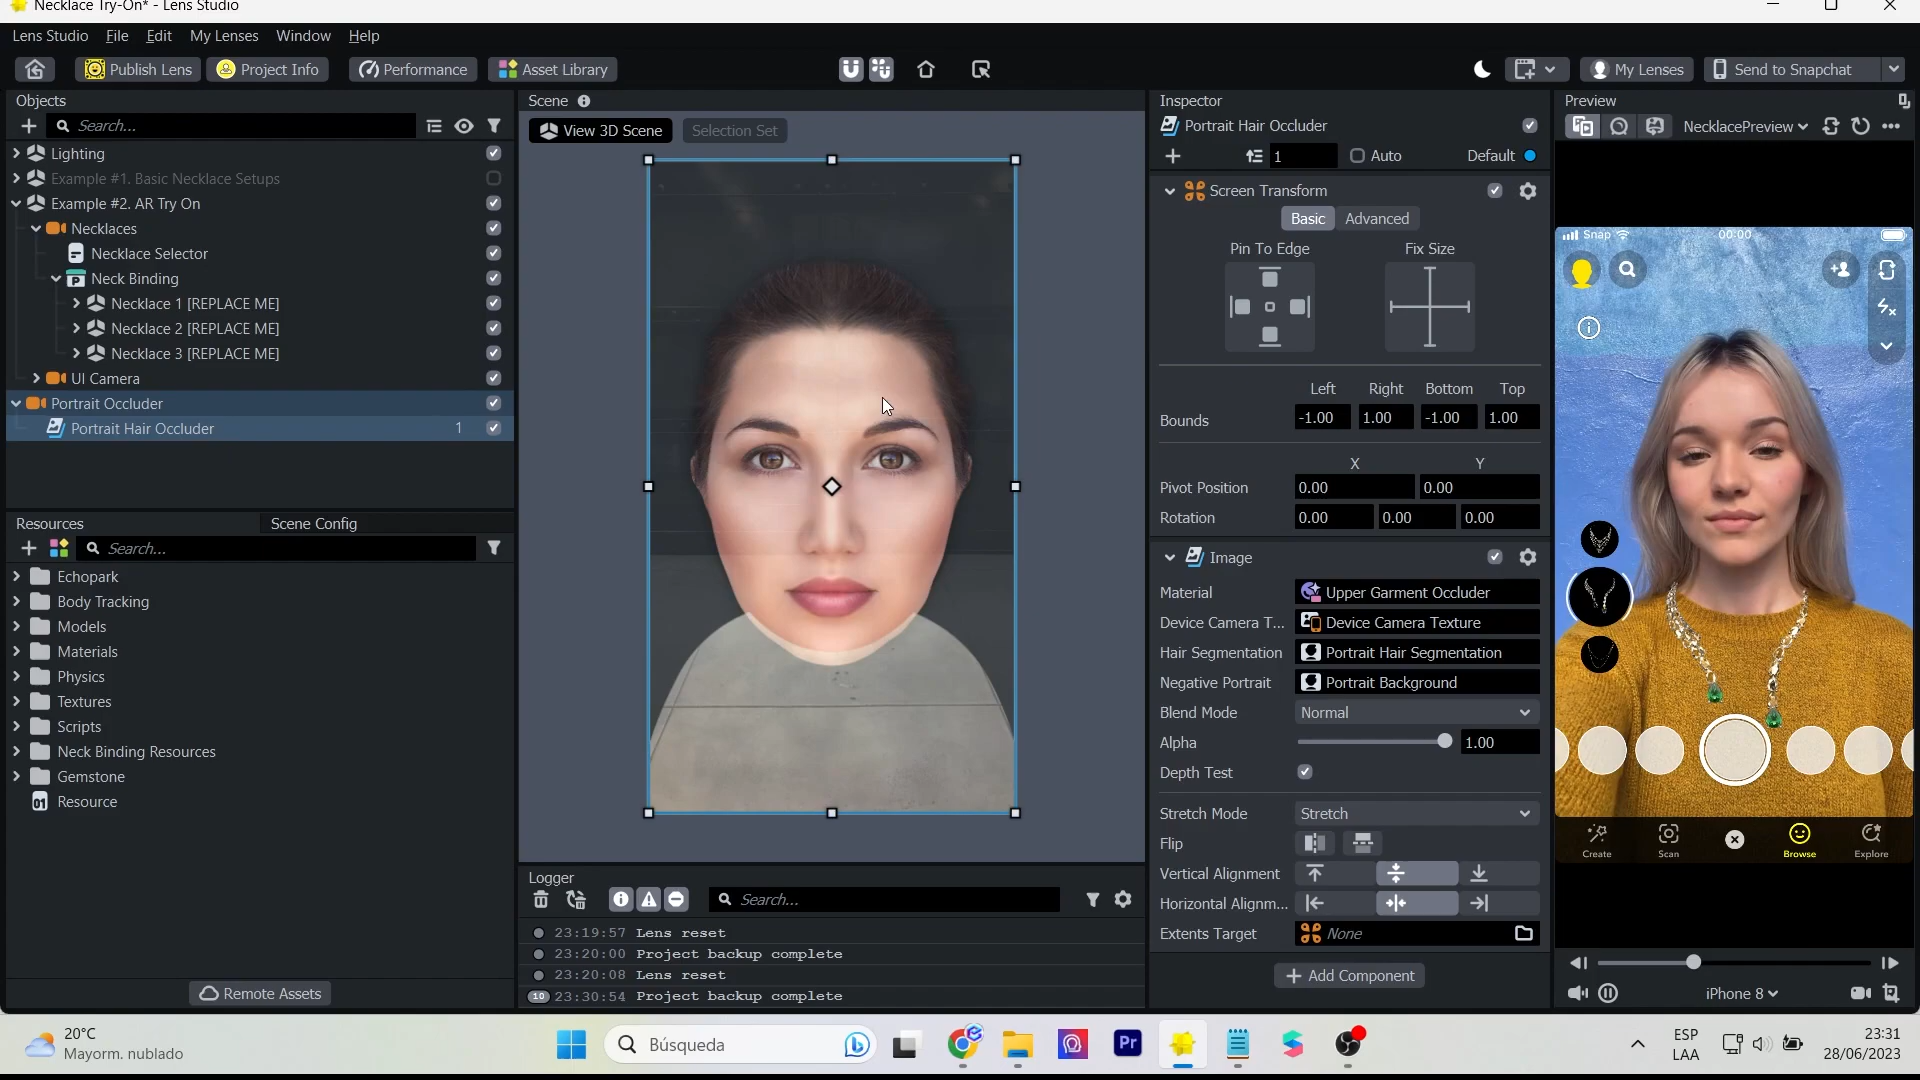 Necklace Try-On* - Lens Studio
Lens Studio File Edit My Lenses Window Help
Publish Lens Project Info Performance Asset Library My Lenses Send to Snapchat
Objects
Search...
Lighting
Example #1. Basic Necklace Setups
Example #2. AR Try On
Necklaces
Necklace Selector
Neck Binding
Necklace 1 [REPLACE ME]
Necklace 2 [REPLACE ME]
Necklace 3 [REPLACE ME]
UI Camera
Portrait Occluder
Portrait Hair Occluder 1
Resources Scene Config
Search...
Echopark
Body Tracking
Models
Materials
Physics
Textures
Scripts
Neck Binding Resources
Gemstone
Resource
Remote Assets
Scene
View 3D Scene Selection Set
Logger
Search...
23:19:57 Lens reset
23:20:00 Project backup complete
23:20:08 Lens reset
10 23:30:54 Project backup complete
Inspector
Portrait Hair Occluder
1 Auto Default
Screen Transform
Basic Advanced
Pin To Edge Fix Size
Left Right Bottom Top
Bounds -1.00 1.00 -1.00 1.00
X Y
Pivot Position 0.00 0.00
Rotation 0.00 0.00 0.00
Image
Material Upper Garment Occluder
Device Camera T... Device Camera Texture
Hair Segmentation Portrait Hair Segmentation
Negative Portrait Portrait Background
Blend Mode Normal
Alpha 1.00
Depth Test
Stretch Mode Stretch
Flip
Vertical Alignment
Horizontal Alignm...
Extents Target None
Add Component
Preview
NecklacePreview
Snap 00:00
Create Scan Browse Explore
iPhone 8
20°C
Mayorm. nublado
Búsqueda
Pr
ESP
LAA
23:31
28/06/2023